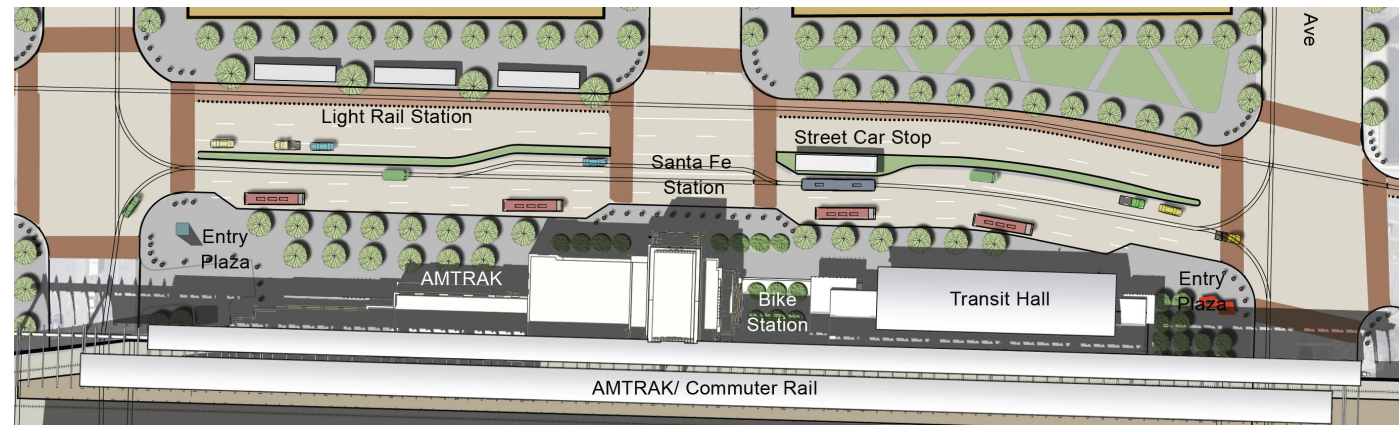 Ave
Light Rail Station
Street Car Stop
Santa Fe
Station
Entry
Plaza
AMTRAK
Bike
Station
Transit Hall
Entry
Plaza
AMTRAK/ Commuter Rail